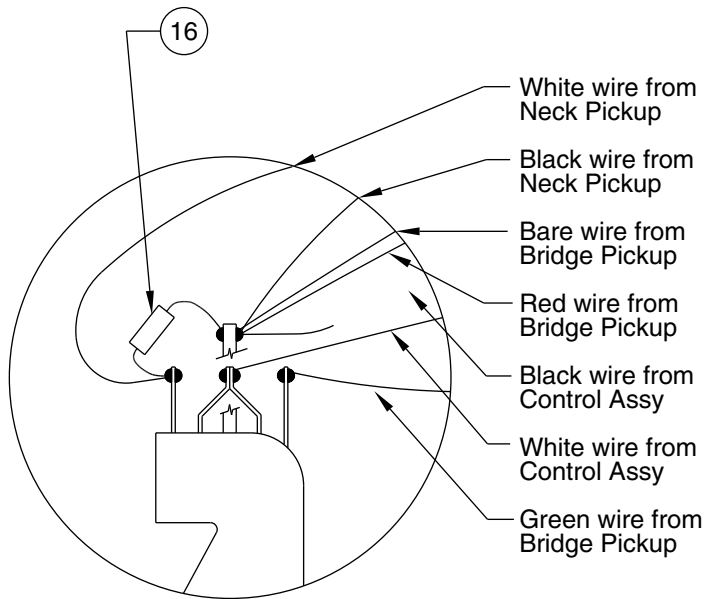 16
White wire from
Neck Pickup
Black wire from
Neck Pickup
Bare wire from
Bridge Pickup
Red wire from
Bridge Pickup
Black wire from
Control Assy
White wire from
Control Assy
Green wire from
Bridge Pickup